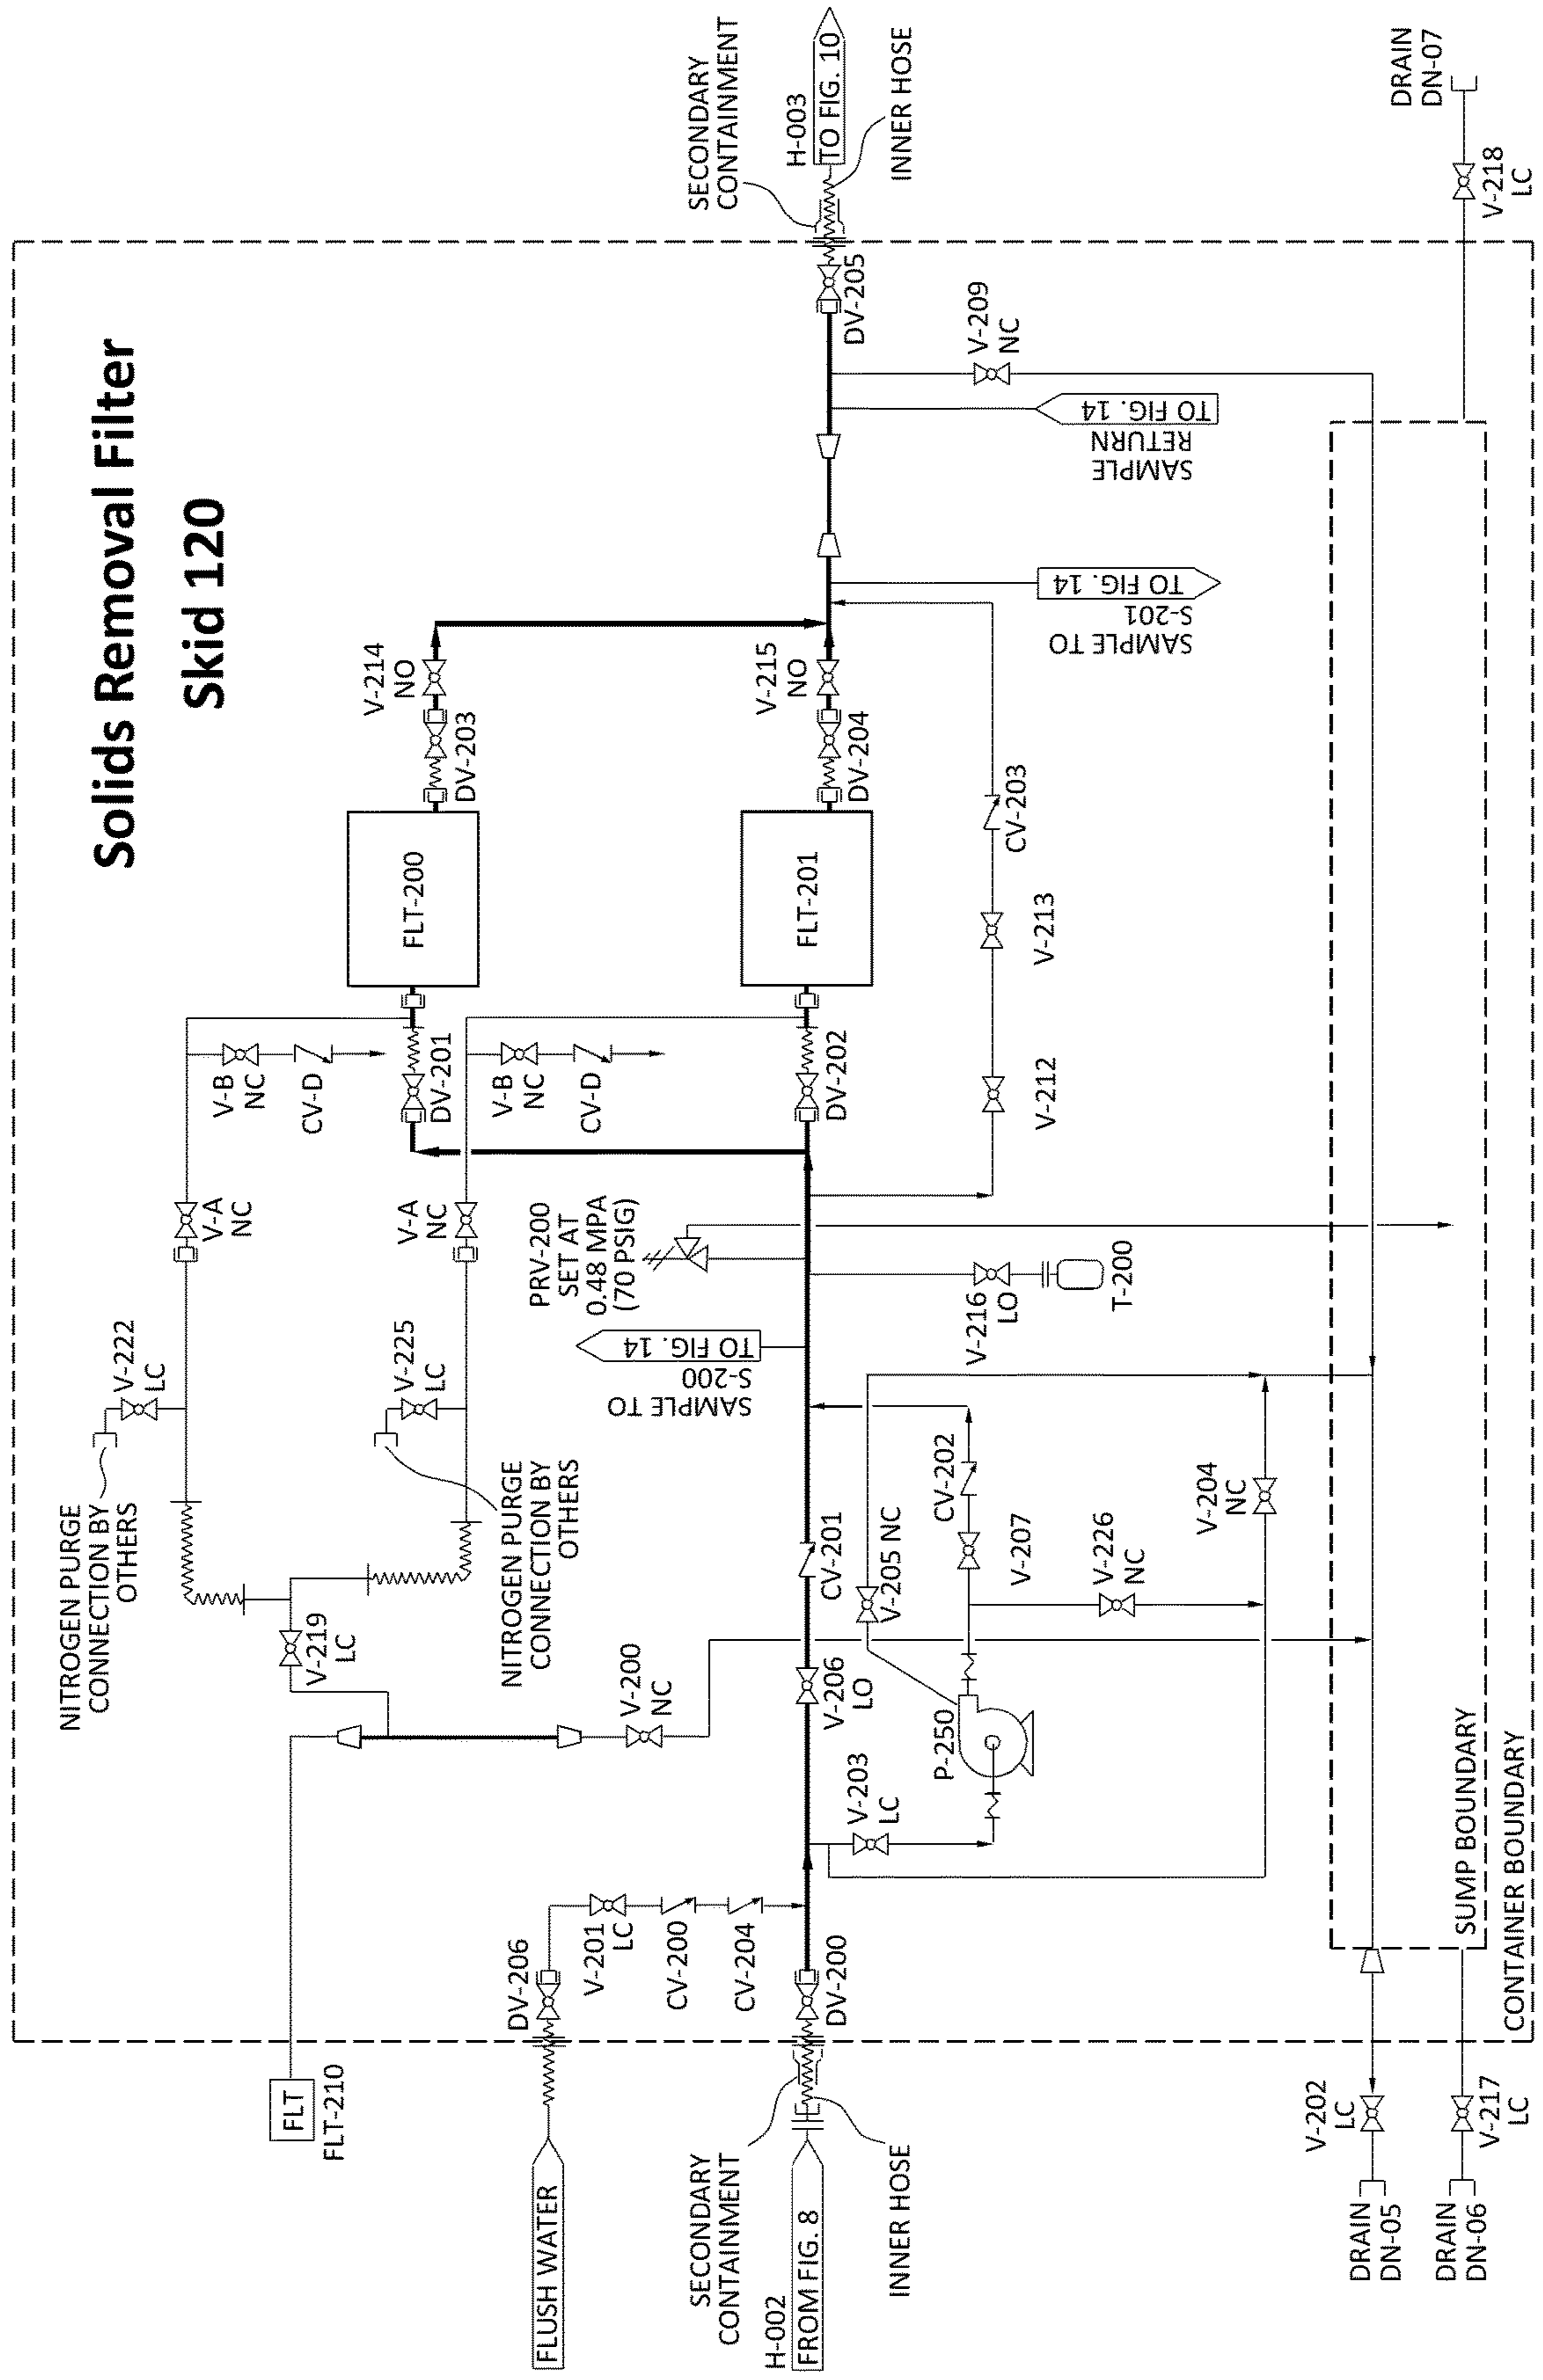 Solids Removal Filter
Skid 120
NITROGEN PURGE
CONNECTION BY
OTHERS
V-222
LC
V-A
NC
V-B
NC
CV-D
V-219
LC
NITROGEN PURGE
CONNECTION BY
OTHERS
V-225
LC
V-A
NC
V-B
NC
CV-D
FLT
FLT-210
V-200
NC
FLUSH WATER
DV-206
V-201
LC
CV-200
CV-204
SECONDARY
CONTAINMENT
H-002
FROM FIG. 8
INNER HOSE
DV-200
V-206
LO
CV-201
V-203
LC
P-250
V-205 NC
V-207
CV-202
V-226
NC
V-204
NC
SAMPLE TO
S-200
TO FIG. 14
PRV-200
SET AT
0.48 MPA
(70 PSIG)
V-216
LO
T-200
DV-201
FLT-200
DV-203
V-214
NO
DV-202
FLT-201
DV-204
V-215
NO
V-212
V-213
CV-203
SAMPLE TO
S-201
TO FIG. 14
SAMPLE
RETURN
TO FIG. 14
V-209
NC
DV-205
SECONDARY
CONTAINMENT
H-003
TO FIG. 10
INNER HOSE
DRAIN
DN-05
V-202
LC
DRAIN
DN-06
V-217
LC
SUMP BOUNDARY
CONTAINER BOUNDARY
V-218
LC
DRAIN
DN-07